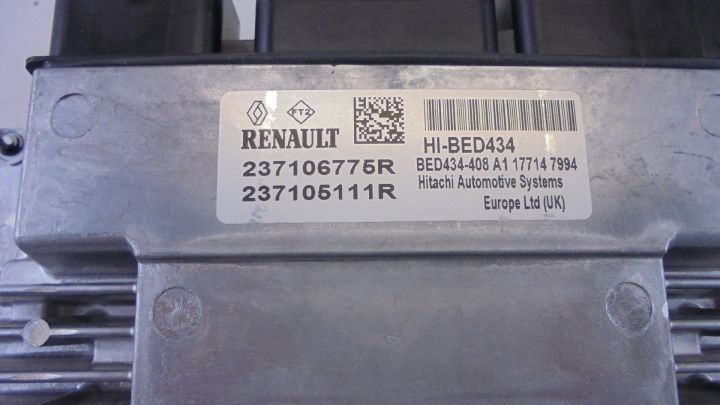 FT2
RENAULT
237106775R
237105111R
HI-BED434
BED434-408 A1 17714 7994
Hitachi Automotive Systems
Europe Ltd (UK)